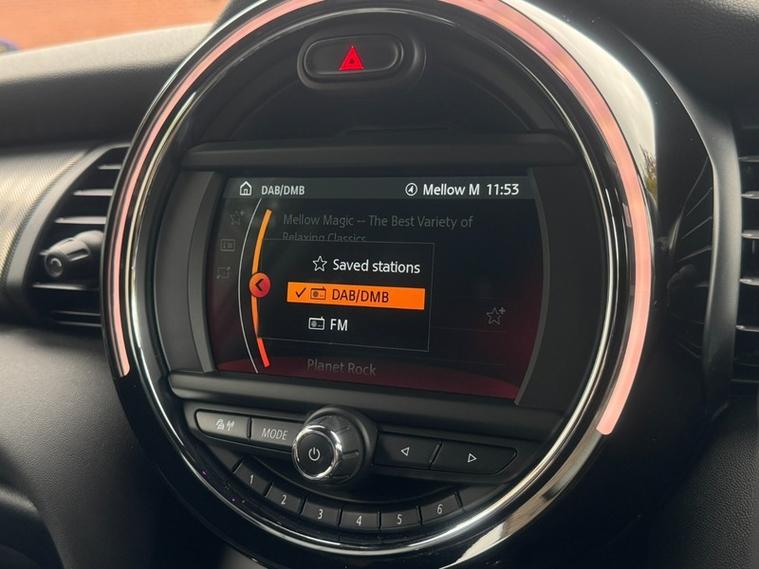 DAB/DMB
Mellow M 11:53
Mellow Magic -- The Best Variety of
Relaxing Classics
Saved stations
DAB/DMB
FM
Planet Rock
MODE
1
2
3
4
5
6